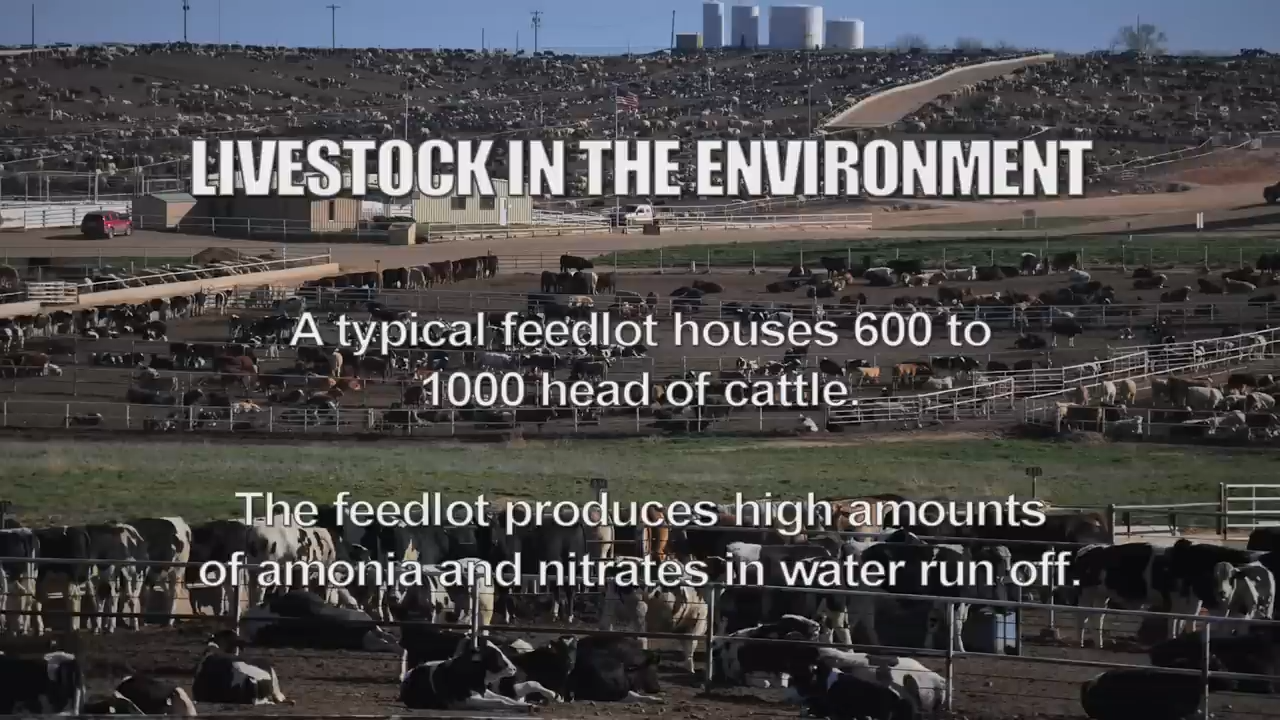 LIVESTOCK IN THE ENVIRONMENT
A typical feedlot houses 600 to
1000 head of cattle.
The feedlot produces high amounts
of amonia and nitrates in water run off.